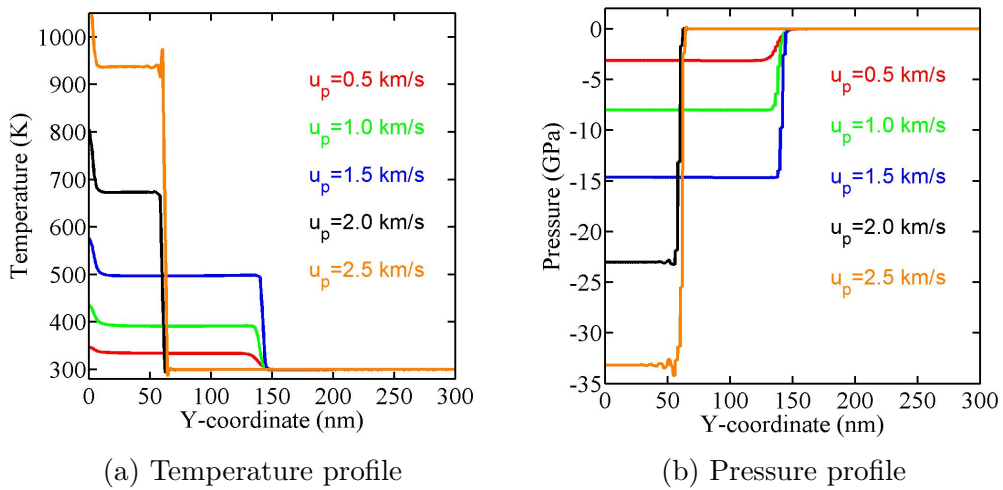 1000
900
800
700
600
500
400
300
Temperature (K)
u_p=0.5 km/s
u_p=1.0 km/s
u_p=1.5 km/s
u_p=2.0 km/s
u_p=2.5 km/s
0 50 100 150 200 250 300
Y-coordinate (nm)
(a) Temperature profile
0
−5
−10
−15
−20
−25
−30
−35
Pressure (GPa)
u_p=0.5 km/s
u_p=1.0 km/s
u_p=1.5 km/s
u_p=2.0 km/s
u_p=2.5 km/s
0 50 100 150 200 250 300
Y-coordinate (nm)
(b) Pressure profile